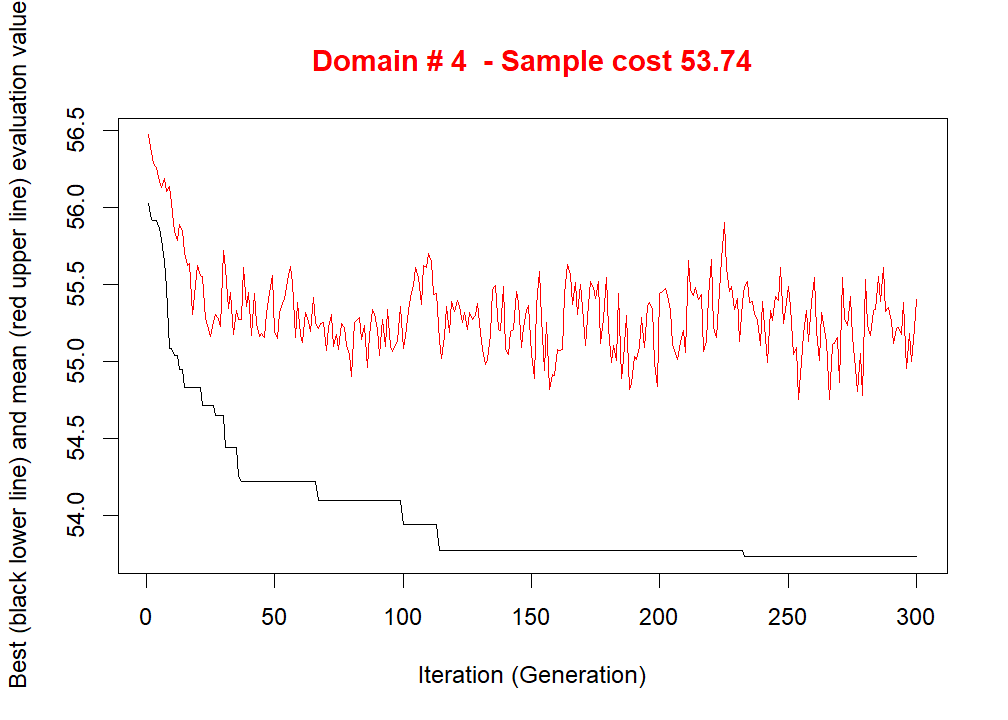 Domain # 4  - Sample cost 53.74
Best (black lower line) and mean (red upper line) evaluation value
56.5
56.0
55.5
55.0
54.5
54.0
0 50 100 150 200 250 300
Iteration (Generation)